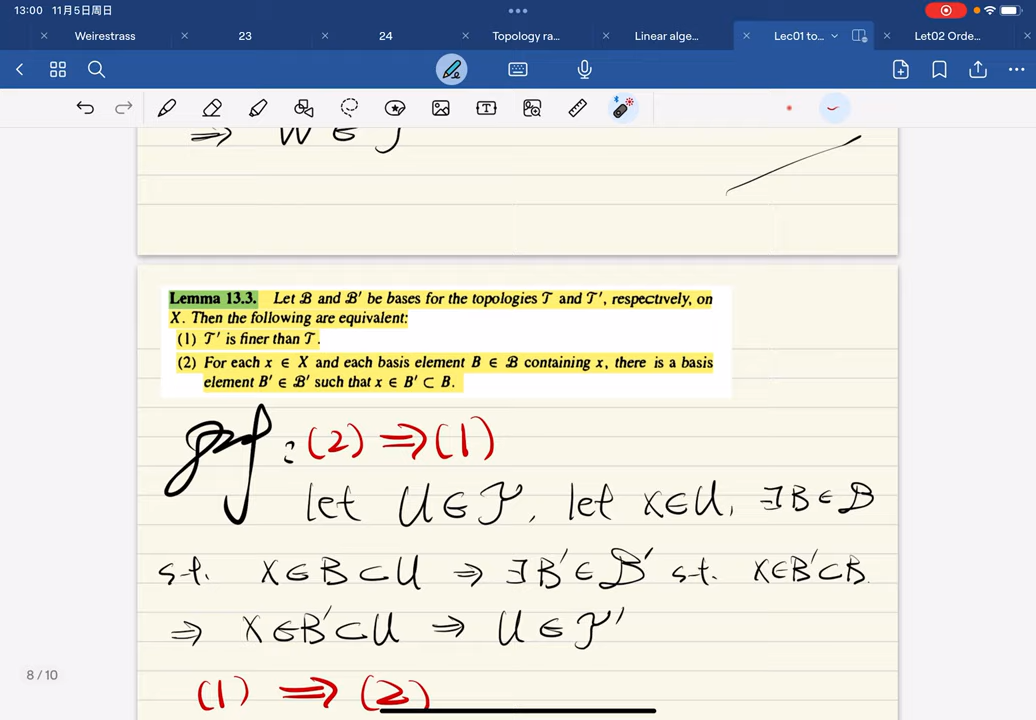 13:00 11月5日周日
Weirestrass 23 24 Topology ra... Linear alge... Lec01 to... Let02 Orde...
⇒ W ∈ 𝒯
Lemma 13.3. Let ℬ and ℬ′ be bases for the topologies 𝒯 and 𝒯′, respectively, on
X. Then the following are equivalent:
(1) 𝒯′ is finer than 𝒯.
(2) For each x ∈ X and each basis element B ∈ ℬ containing x, there is a basis
element B′ ∈ ℬ′ such that x ∈ B′ ⊂ B.
prf : (2) ⇒ (1)
let U ∈ 𝒯, let x ∈ U, ∃B ∈ ℬ
s.t. x ∈ B ⊂ U ⇒ ∃B′ ∈ ℬ′ s.t. x ∈ B′ ⊂ B.
⇒ x ∈ B′ ⊂ U ⇒ U ∈ 𝒯′
(1) ⇒ (2)
8 / 10